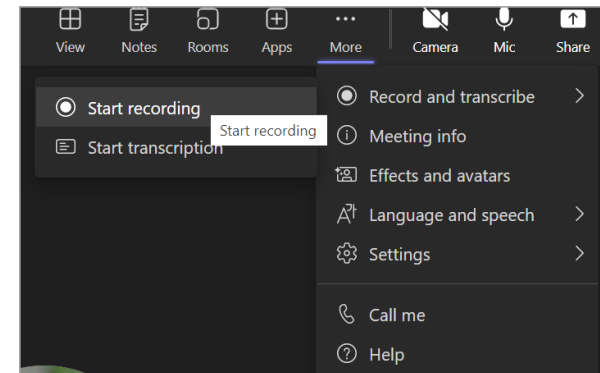 View Notes Rooms Apps More Camera Mic Share
Start recording
Start recording
Start transcription
Record and transcribe
Meeting info
Effects and avatars
Language and speech
Settings
Call me
Help